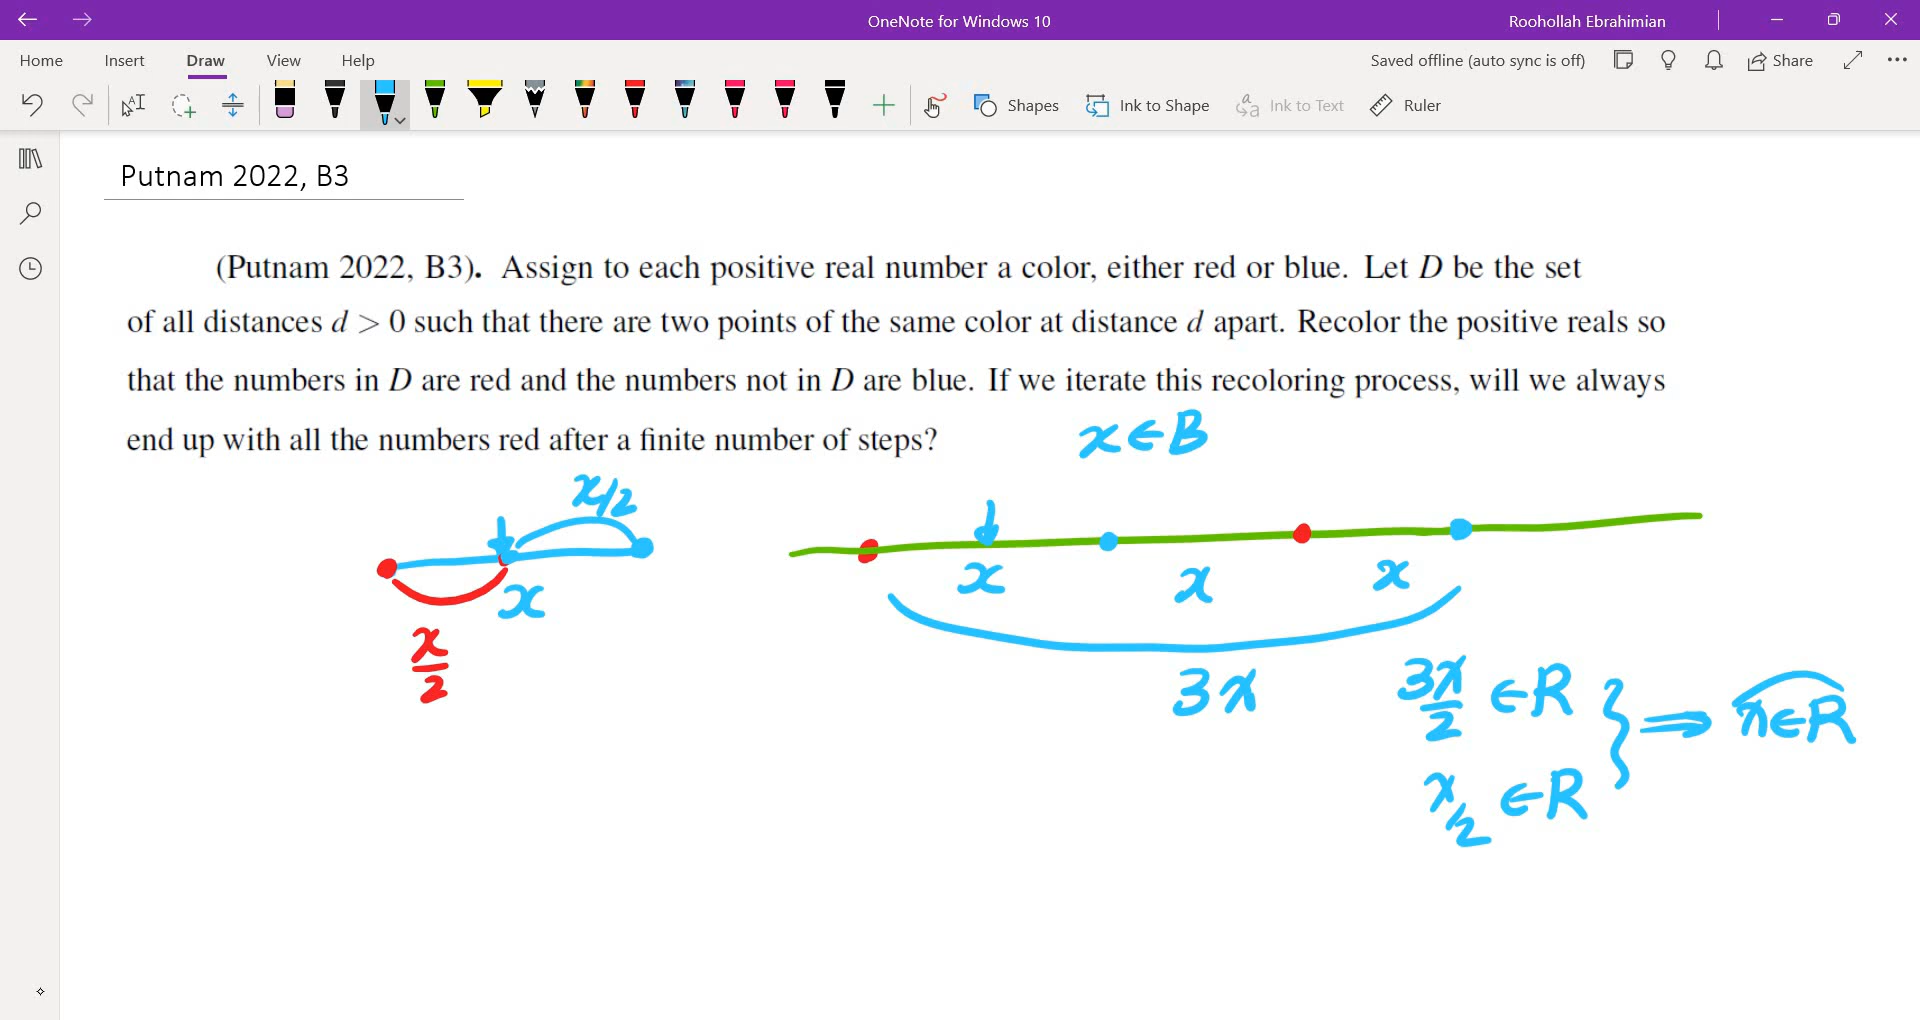 OneNote for Windows 10
Roohollah Ebrahimian
Home Insert Draw View Help
Saved offline (auto sync is off) Share
Shapes Ink to Shape Ink to Text Ruler
Putnam 2022, B3
(Putnam 2022, B3). Assign to each positive real number a color, either red or blue. Let D be the set
of all distances d > 0 such that there are two points of the same color at distance d apart. Recolor the positive reals so
that the numbers in D are red and the numbers not in D are blue. If we iterate this recoloring process, will we always
end up with all the numbers red after a finite number of steps?
x ∈ B
x/2
x
x/2
x x x
3x
3x/2 ∈ R
x/2 ∈ R
} ⇒ x ∈ R